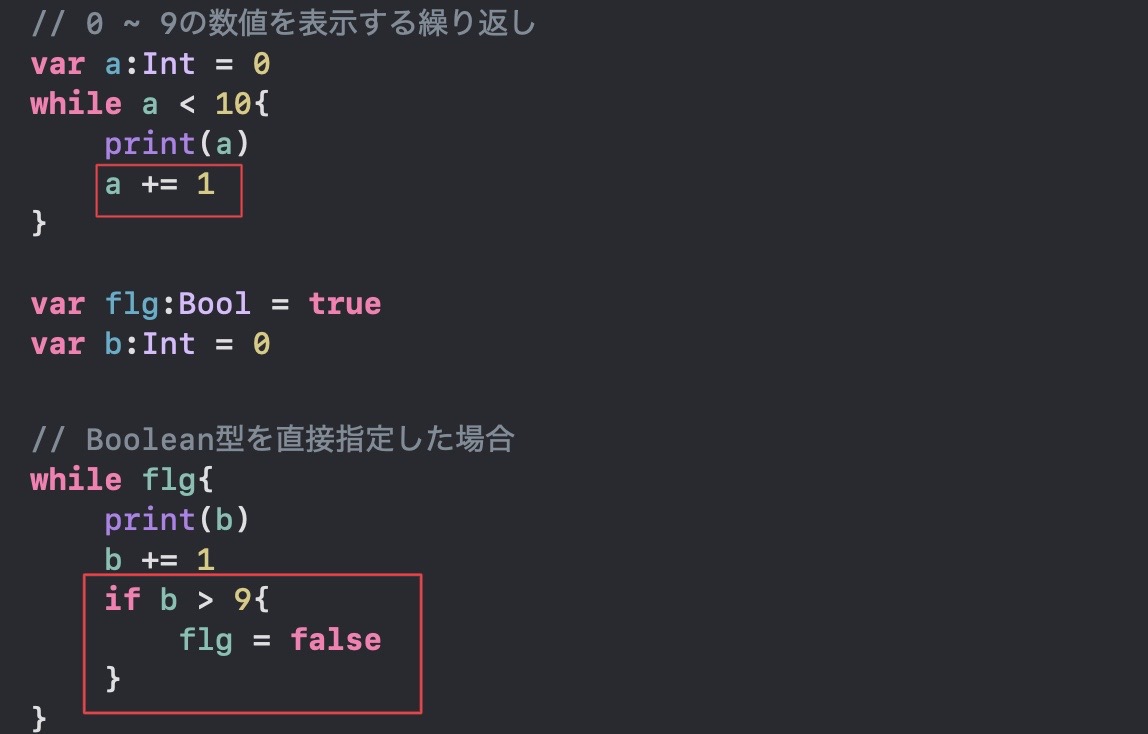 // 0 ~ 9の数値を表示する繰り返し
var a:Int = 0
while a < 10{
    print(a)
    a += 1
}
var flg:Bool = true
var b:Int = 0
// Boolean型を直接指定した場合
while flg{
    print(b)
    b += 1
    if b > 9{
        flg = false
    }
}